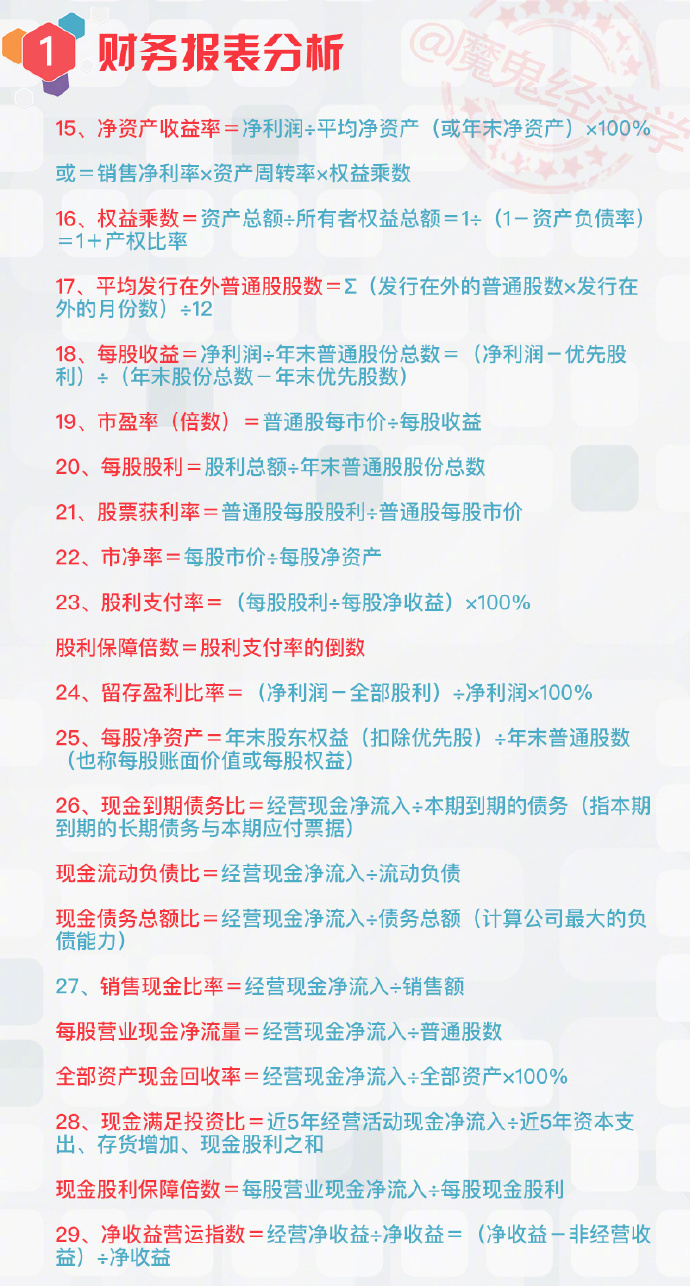 1 财务报表分析
@魔鬼经济学
15、净资产收益率＝净利润÷平均净资产（或年末净资产）×100%
或＝销售净利率×资产周转率×权益乘数
16、权益乘数＝资产总额÷所有者权益总额＝1÷（1－资产负债率）
＝1＋产权比率
17、平均发行在外普通股股数＝Σ（发行在外的普通股数×发行在
外的月份数）÷12
18、每股收益＝净利润÷年末普通股份总数＝（净利润－优先股
利）÷（年末股份总数－年末优先股数）
19、市盈率（倍数）＝普通股每市价÷每股收益
20、每股股利＝股利总额÷年末普通股股份总数
21、股票获利率＝普通股每股股利÷普通股每股市价
22、市净率＝每股市价÷每股净资产
23、股利支付率＝（每股股利÷每股净收益）×100%
股利保障倍数＝股利支付率的倒数
24、留存盈利比率＝（净利润－全部股利）÷净利润×100%
25、每股净资产＝年末股东权益（扣除优先股）÷年末普通股数
（也称每股账面价值或每股权益）
26、现金到期债务比＝经营现金净流入÷本期到期的债务（指本期
到期的长期债务与本期应付票据）
现金流动负债比＝经营现金净流入÷流动负债
现金债务总额比＝经营现金净流入÷债务总额（计算公司最大的负
债能力）
27、销售现金比率＝经营现金净流入÷销售额
每股营业现金净流量＝经营现金净流入÷普通股数
全部资产现金回收率＝经营现金净流入÷全部资产×100%
28、现金满足投资比＝近5年经营活动现金净流入÷近5年资本支
出、存货增加、现金股利之和
现金股利保障倍数＝每股营业现金净流入÷每股现金股利
29、净收益营运指数＝经营净收益÷净收益＝（净收益－非经营收
益）÷净收益